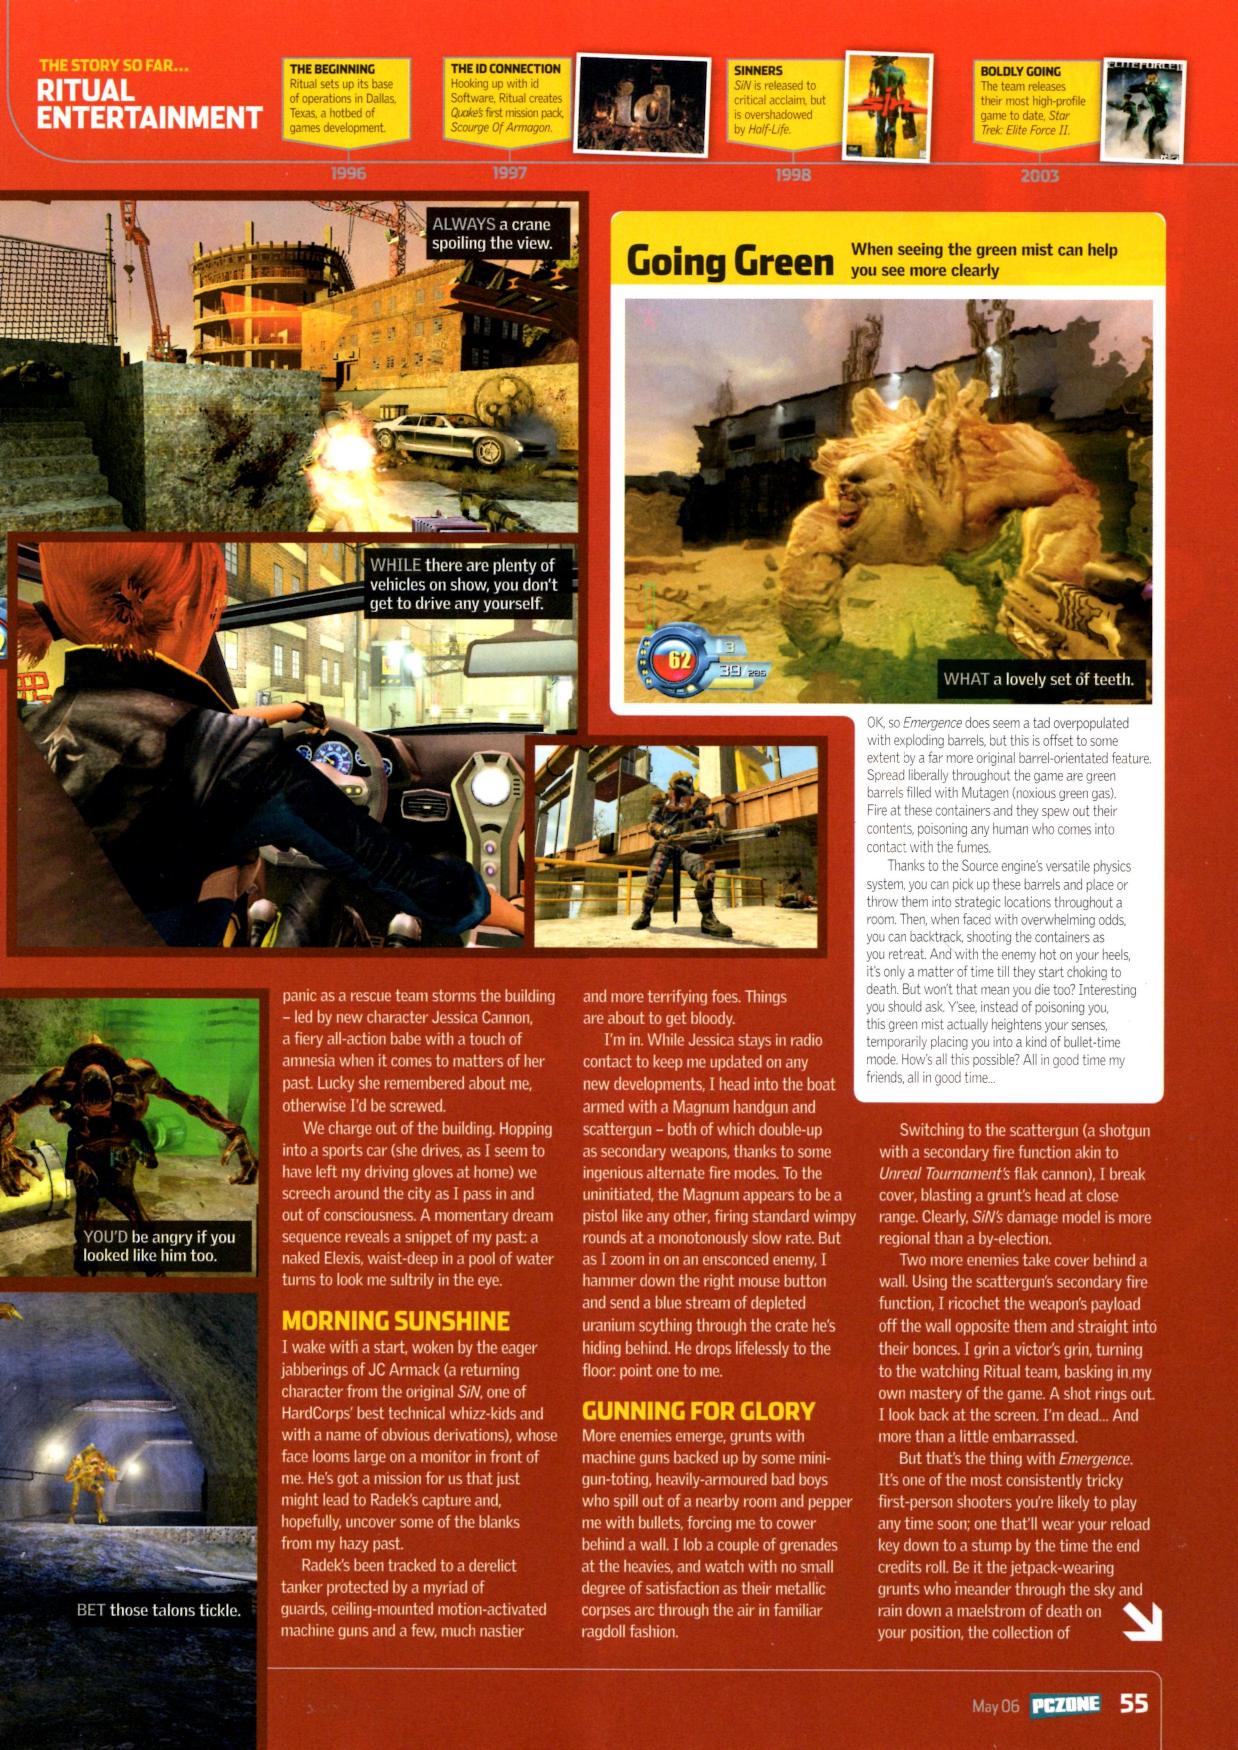 THE STORY SO FAR...
RITUAL
ENTERTAINMENT
THE BEGINNING
Ritual sets up its base
of operations in Dallas,
Texas, a hotbed of
games development.
1996
THE ID CONNECTION
Hooking up with id
Software, Ritual creates
Quake's first mission pack,
Scourge Of Armagon.
1997
id
SINNERS
SiN is released to
critical acclaim, but
is overshadowed
by Half-Life.
1998
SiN
BOLDLY GOING
The team releases
their most high-profile
game to date, Star
Trek: Elite Force II.
2003
ELITE FORCE II
ALWAYS a crane
spoiling the view.
WHILE there are plenty of
vehicles on show, you don't
get to drive any yourself.
Going Green
When seeing the green mist can help
you see more clearly
62
3
39
WHAT a lovely set of teeth.
OK, so Emergence does seem a tad overpopulated
with exploding barrels, but this is offset to some
extent by a far more original barrel-orientated feature.
Spread liberally throughout the game are green
barrels filled with Mutagen (noxious green gas).
Fire at these containers and they spew out their
contents, poisoning any human who comes into
contact with the fumes.
Thanks to the Source engine's versatile physics
system, you can pick up these barrels and place or
throw them into strategic locations throughout a
room. Then, when faced with overwhelming odds,
you can backtrack, shooting the containers as
you retreat. And with the enemy hot on your heels,
it's only a matter of time till they start choking to
death. But won't that mean you die too? Interesting
you should ask. Y'see, instead of poisoning you,
this green mist actually heightens your senses,
temporarily placing you into a kind of bullet-time
mode. How's all this possible? All in good time my
friends, all in good time...
YOU'D be angry if you
looked like him too.
BET those talons tickle.
panic as a rescue team storms the building
– led by new character Jessica Cannon,
a fiery all-action babe with a touch of
amnesia when it comes to matters of her
past. Lucky she remembered about me,
otherwise I'd be screwed.
We charge out of the building. Hopping
into a sports car (she drives, as I seem to
have left my driving gloves at home) we
screech around the city as I pass in and
out of consciousness. A momentary dream
sequence reveals a snippet of my past: a
naked Elexis, waist-deep in a pool of water
turns to look me sultrily in the eye.
MORNING SUNSHINE
I wake with a start, woken by the eager
jabberings of JC Armack (a returning
character from the original SiN, one of
HardCorps' best technical whizz-kids and
with a name of obvious derivations), whose
face looms large on a monitor in front of
me. He's got a mission for us that just
might lead to Radek's capture and,
hopefully, uncover some of the blanks
from my hazy past.
Radek's been tracked to a derelict
tanker protected by a myriad of
guards, ceiling-mounted motion-activated
machine guns and a few, much nastier
and more terrifying foes. Things
are about to get bloody.
I'm in. While Jessica stays in radio
contact to keep me updated on any
new developments, I head into the boat
armed with a Magnum handgun and
scattergun – both of which double-up
as secondary weapons, thanks to some
ingenious alternate fire modes. To the
uninitiated, the Magnum appears to be a
pistol like any other, firing standard wimpy
rounds at a monotonously slow rate. But
as I zoom in on an ensconced enemy, I
hammer down the right mouse button
and send a blue stream of depleted
uranium scything through the crate he's
hiding behind. He drops lifelessly to the
floor: point one to me.
GUNNING FOR GLORY
More enemies emerge, grunts with
machine guns backed up by some mini-
gun-toting, heavily-armoured bad boys
who spill out of a nearby room and pepper
me with bullets, forcing me to cower
behind a wall. I lob a couple of grenades
at the heavies, and watch with no small
degree of satisfaction as their metallic
corpses arc through the air in familiar
ragdoll fashion.
Switching to the scattergun (a shotgun
with a secondary fire function akin to
Unreal Tournament's flak cannon), I break
cover, blasting a grunt's head at close
range. Clearly, SiN's damage model is more
regional than a by-election.
Two more enemies take cover behind a
wall. Using the scattergun's secondary fire
function, I ricochet the weapon's payload
off the wall opposite them and straight into
their bonces. I grin a victor's grin, turning
to the watching Ritual team, basking in my
own mastery of the game. A shot rings out.
I look back at the screen. I'm dead... And
more than a little embarrassed.
But that's the thing with Emergence.
It's one of the most consistently tricky
first-person shooters you're likely to play
any time soon; one that'll wear your reload
key down to a stump by the time the end
credits roll. Be it the jetpack-wearing
grunts who meander through the sky and
rain down a maelstrom of death on
your position, the collection of
May 06 PCZONE 55